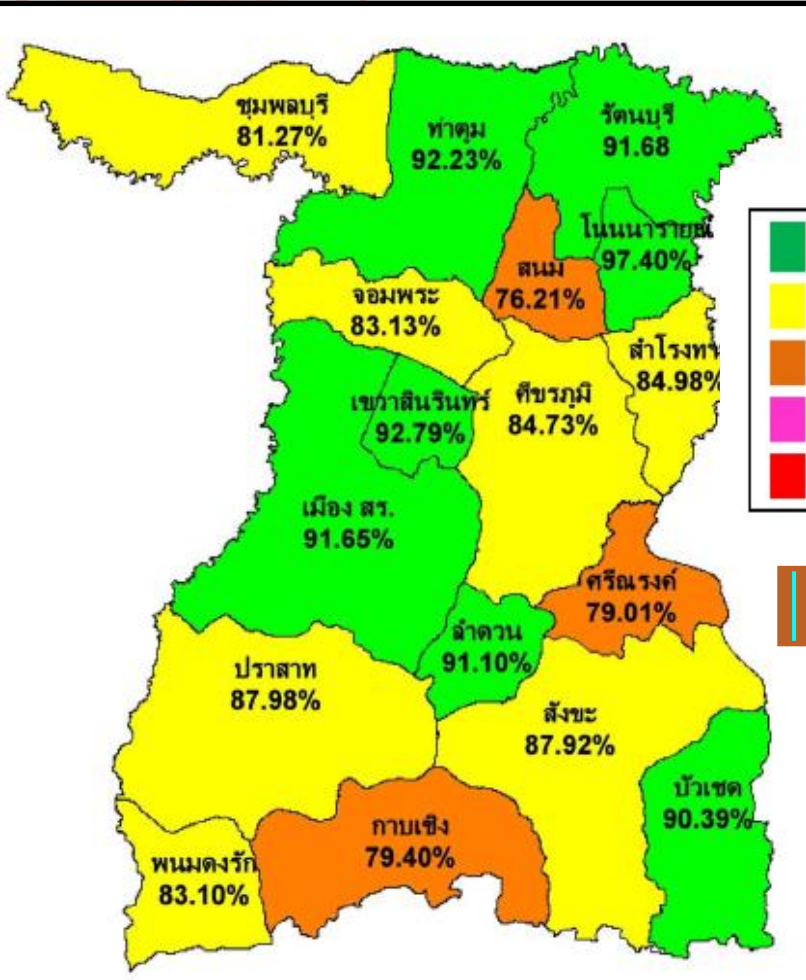 ชุมพลบุรี
81.27%
ท่าตูม
92.23%
รัตนบุรี
91.68
โนนนารายณ์
97.40%
สนม
76.21%
จอมพระ
83.13%
สำโรงทา
84.98%
ศีขรภูมิ
84.73%
เขวาสินรินทร์
92.79%
เมือง สร.
91.65%
ศรีณรงค์
79.01%
ลำดวน
91.10%
ปราสาท
87.98%
สังขะ
87.92%
บัวเชด
90.39%
กาบเชิง
79.40%
พนมดงรัก
83.10%